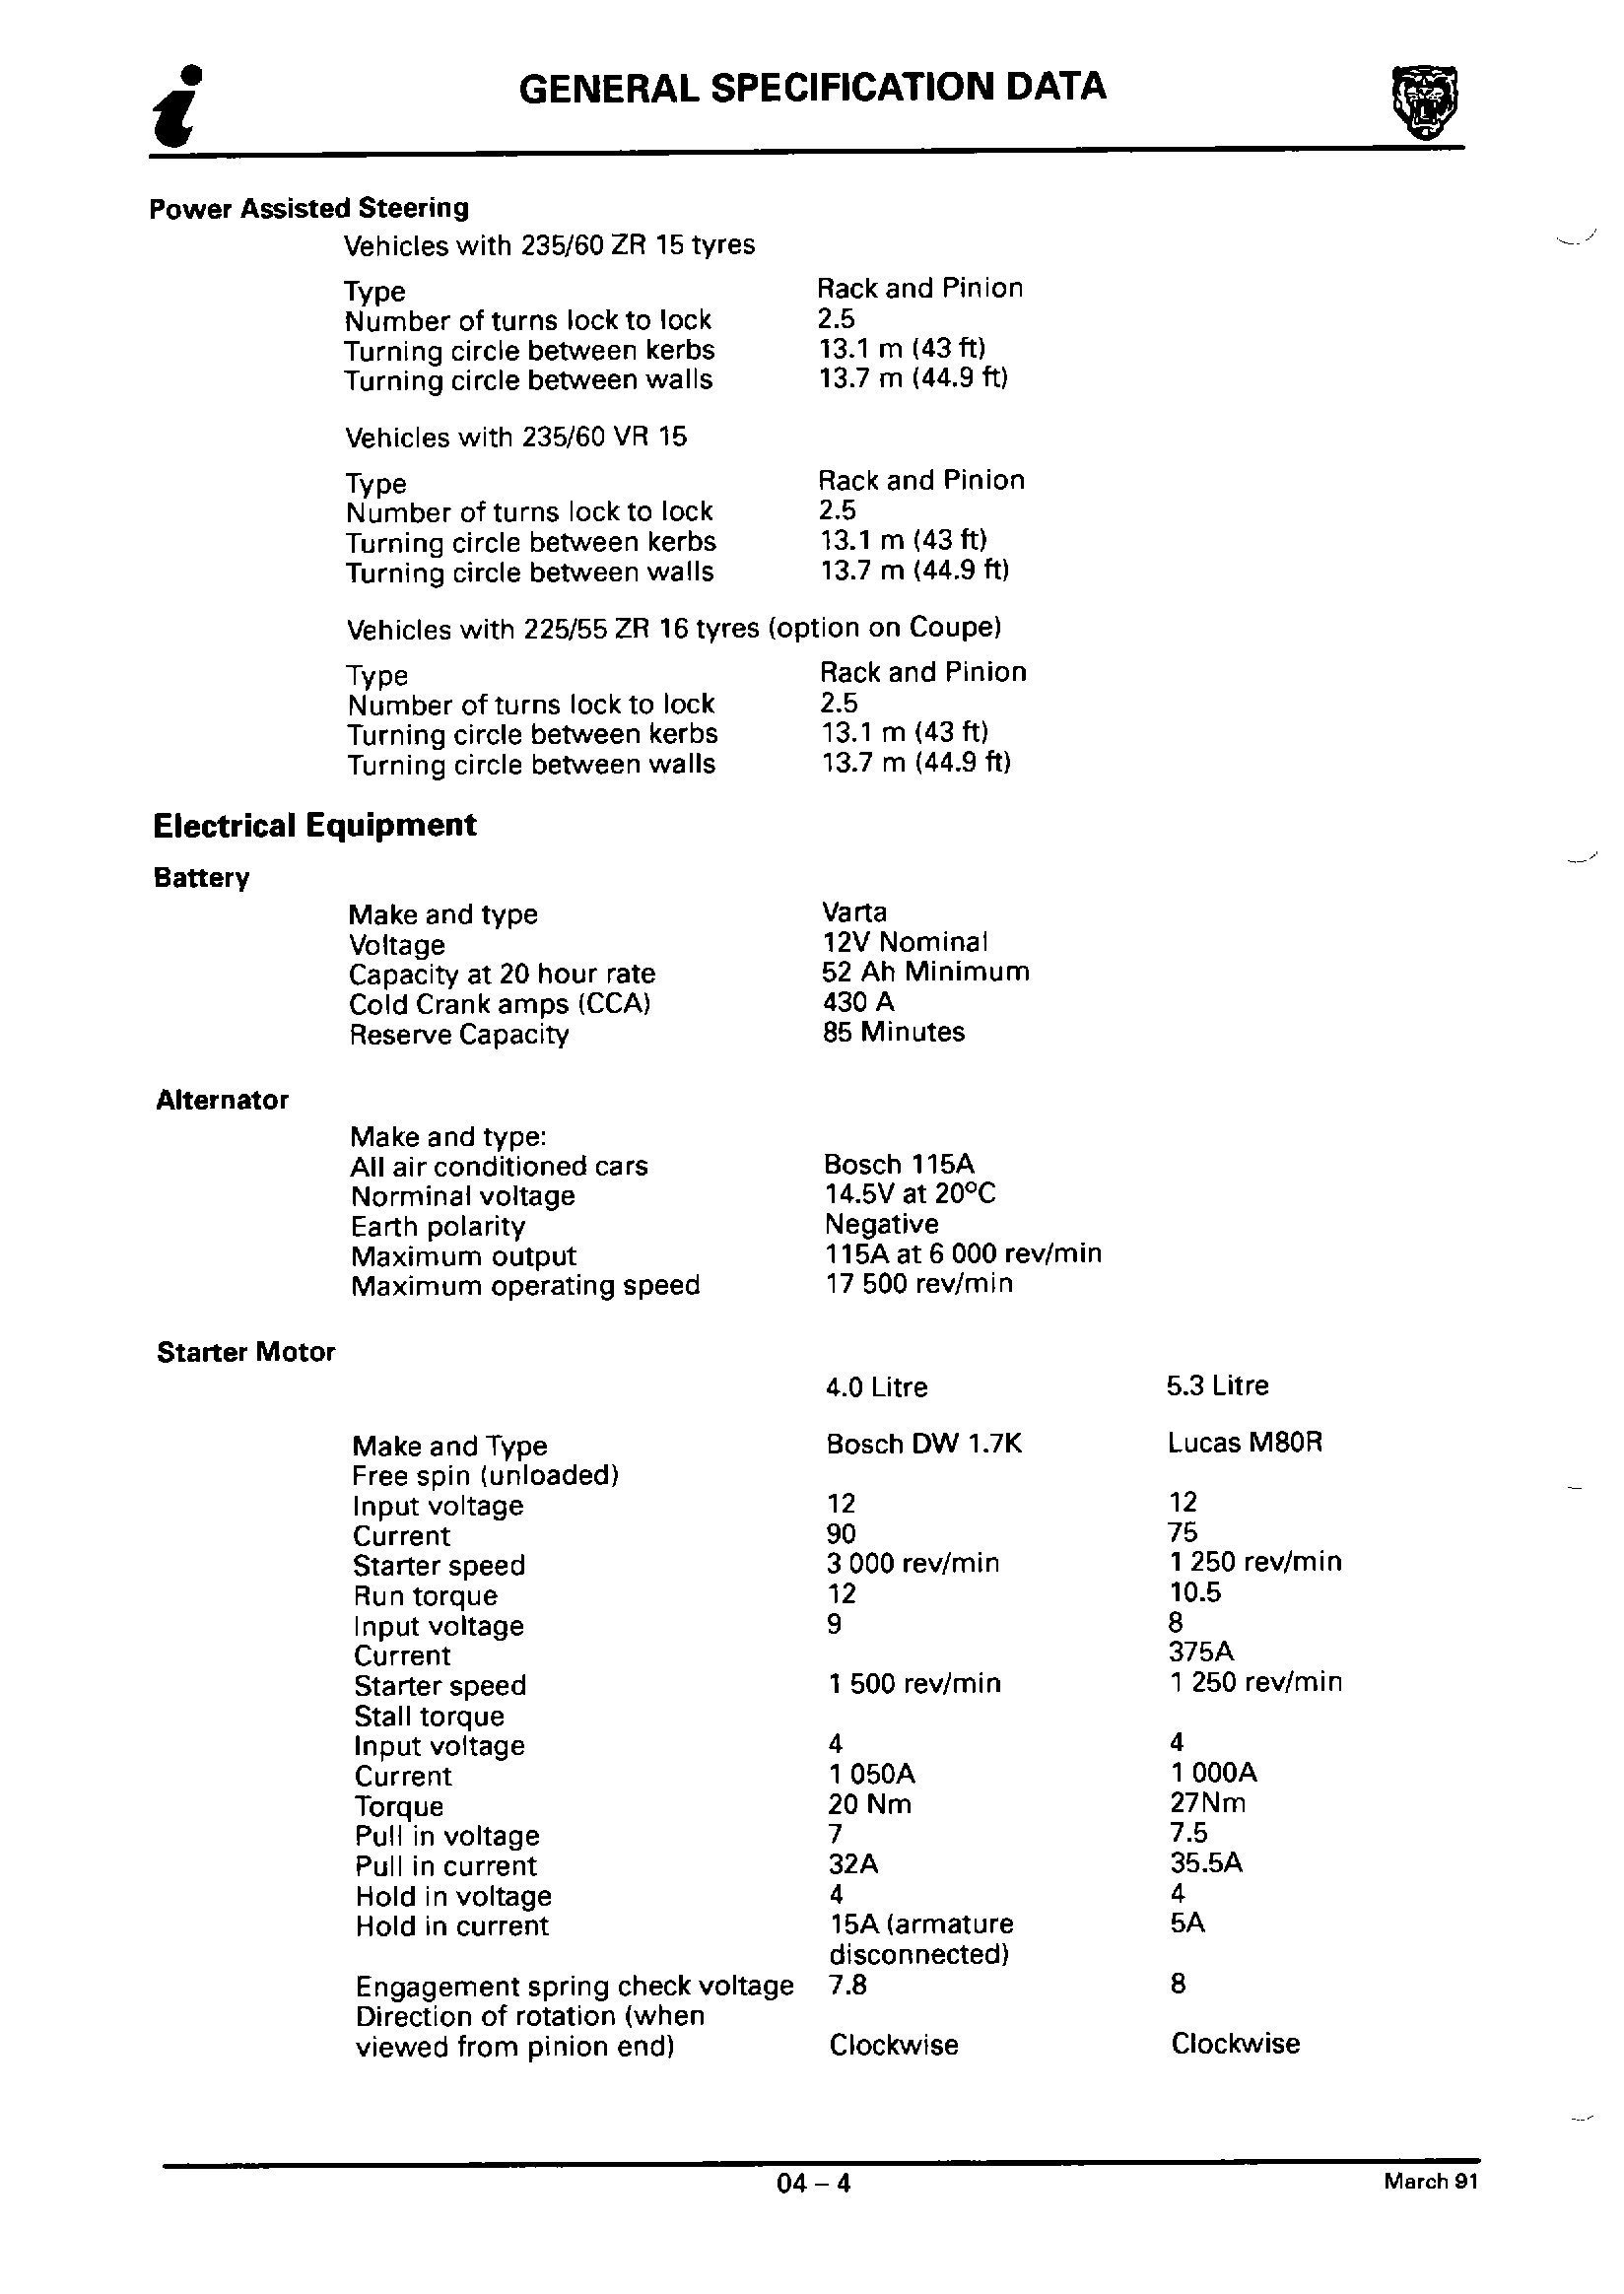 GENERAL SPECIFICATION DATA
Power Assisted Steering
Vehicles with 235/60 ZR 15 tyres
Type Rack and Pinion
Number of turns lock to lock 2.5
Turning circle between kerbs 13.1 m (43 ft)
Turning circle between walls 13.7 m (44.9 ft)
Vehicles with 235/60 VR 15
Type Rack and Pinion
Number of turns lock to lock 2.5
Turning circle between kerbs 13.1 m (43 ft)
Turning circle between walls 13.7 m (44.9 ft)
Vehicles with 225/55 ZR 16 tyres (option on Coupe)
Type Rack and Pinion
Number of turns lock to lock 2.5
Turning circle between kerbs 13.1 m (43 ft)
Turning circle between walls 13.7 m (44.9 ft)
Electrical Equipment
Battery
Make and type Varta
Voltage 12V Nominal
Capacity at 20 hour rate 52 Ah Minimum
Cold Crank amps (CCA) 430 A
Reserve Capacity 85 Minutes
Alternator
Make and type:
All air conditioned cars Bosch 115A
Norminal voltage 14.5V at 20°C
Earth polarity Negative
Maximum output 115A at 6 000 rev/min
Maximum operating speed 17 500 rev/min
Starter Motor
4.0 Litre 5.3 Litre
Make and Type Bosch DW 1.7K Lucas M80R
Free spin (unloaded)
Input voltage 12 12
Current 90 75
Starter speed 3 000 rev/min 1 250 rev/min
Run torque 12 10.5
Input voltage 9 8
Current 375A
Starter speed 1 500 rev/min 1 250 rev/min
Stall torque
Input voltage 4 4
Current 1 050A 1 000A
Torque 20 Nm 27Nm
Pull in voltage 7 7.5
Pull in current 32A 35.5A
Hold in voltage 4 4
Hold in current 15A (armature 5A
disconnected)
Engagement spring check voltage 7.8 8
Direction of rotation (when
viewed from pinion end) Clockwise Clockwise
04 – 4 March 91